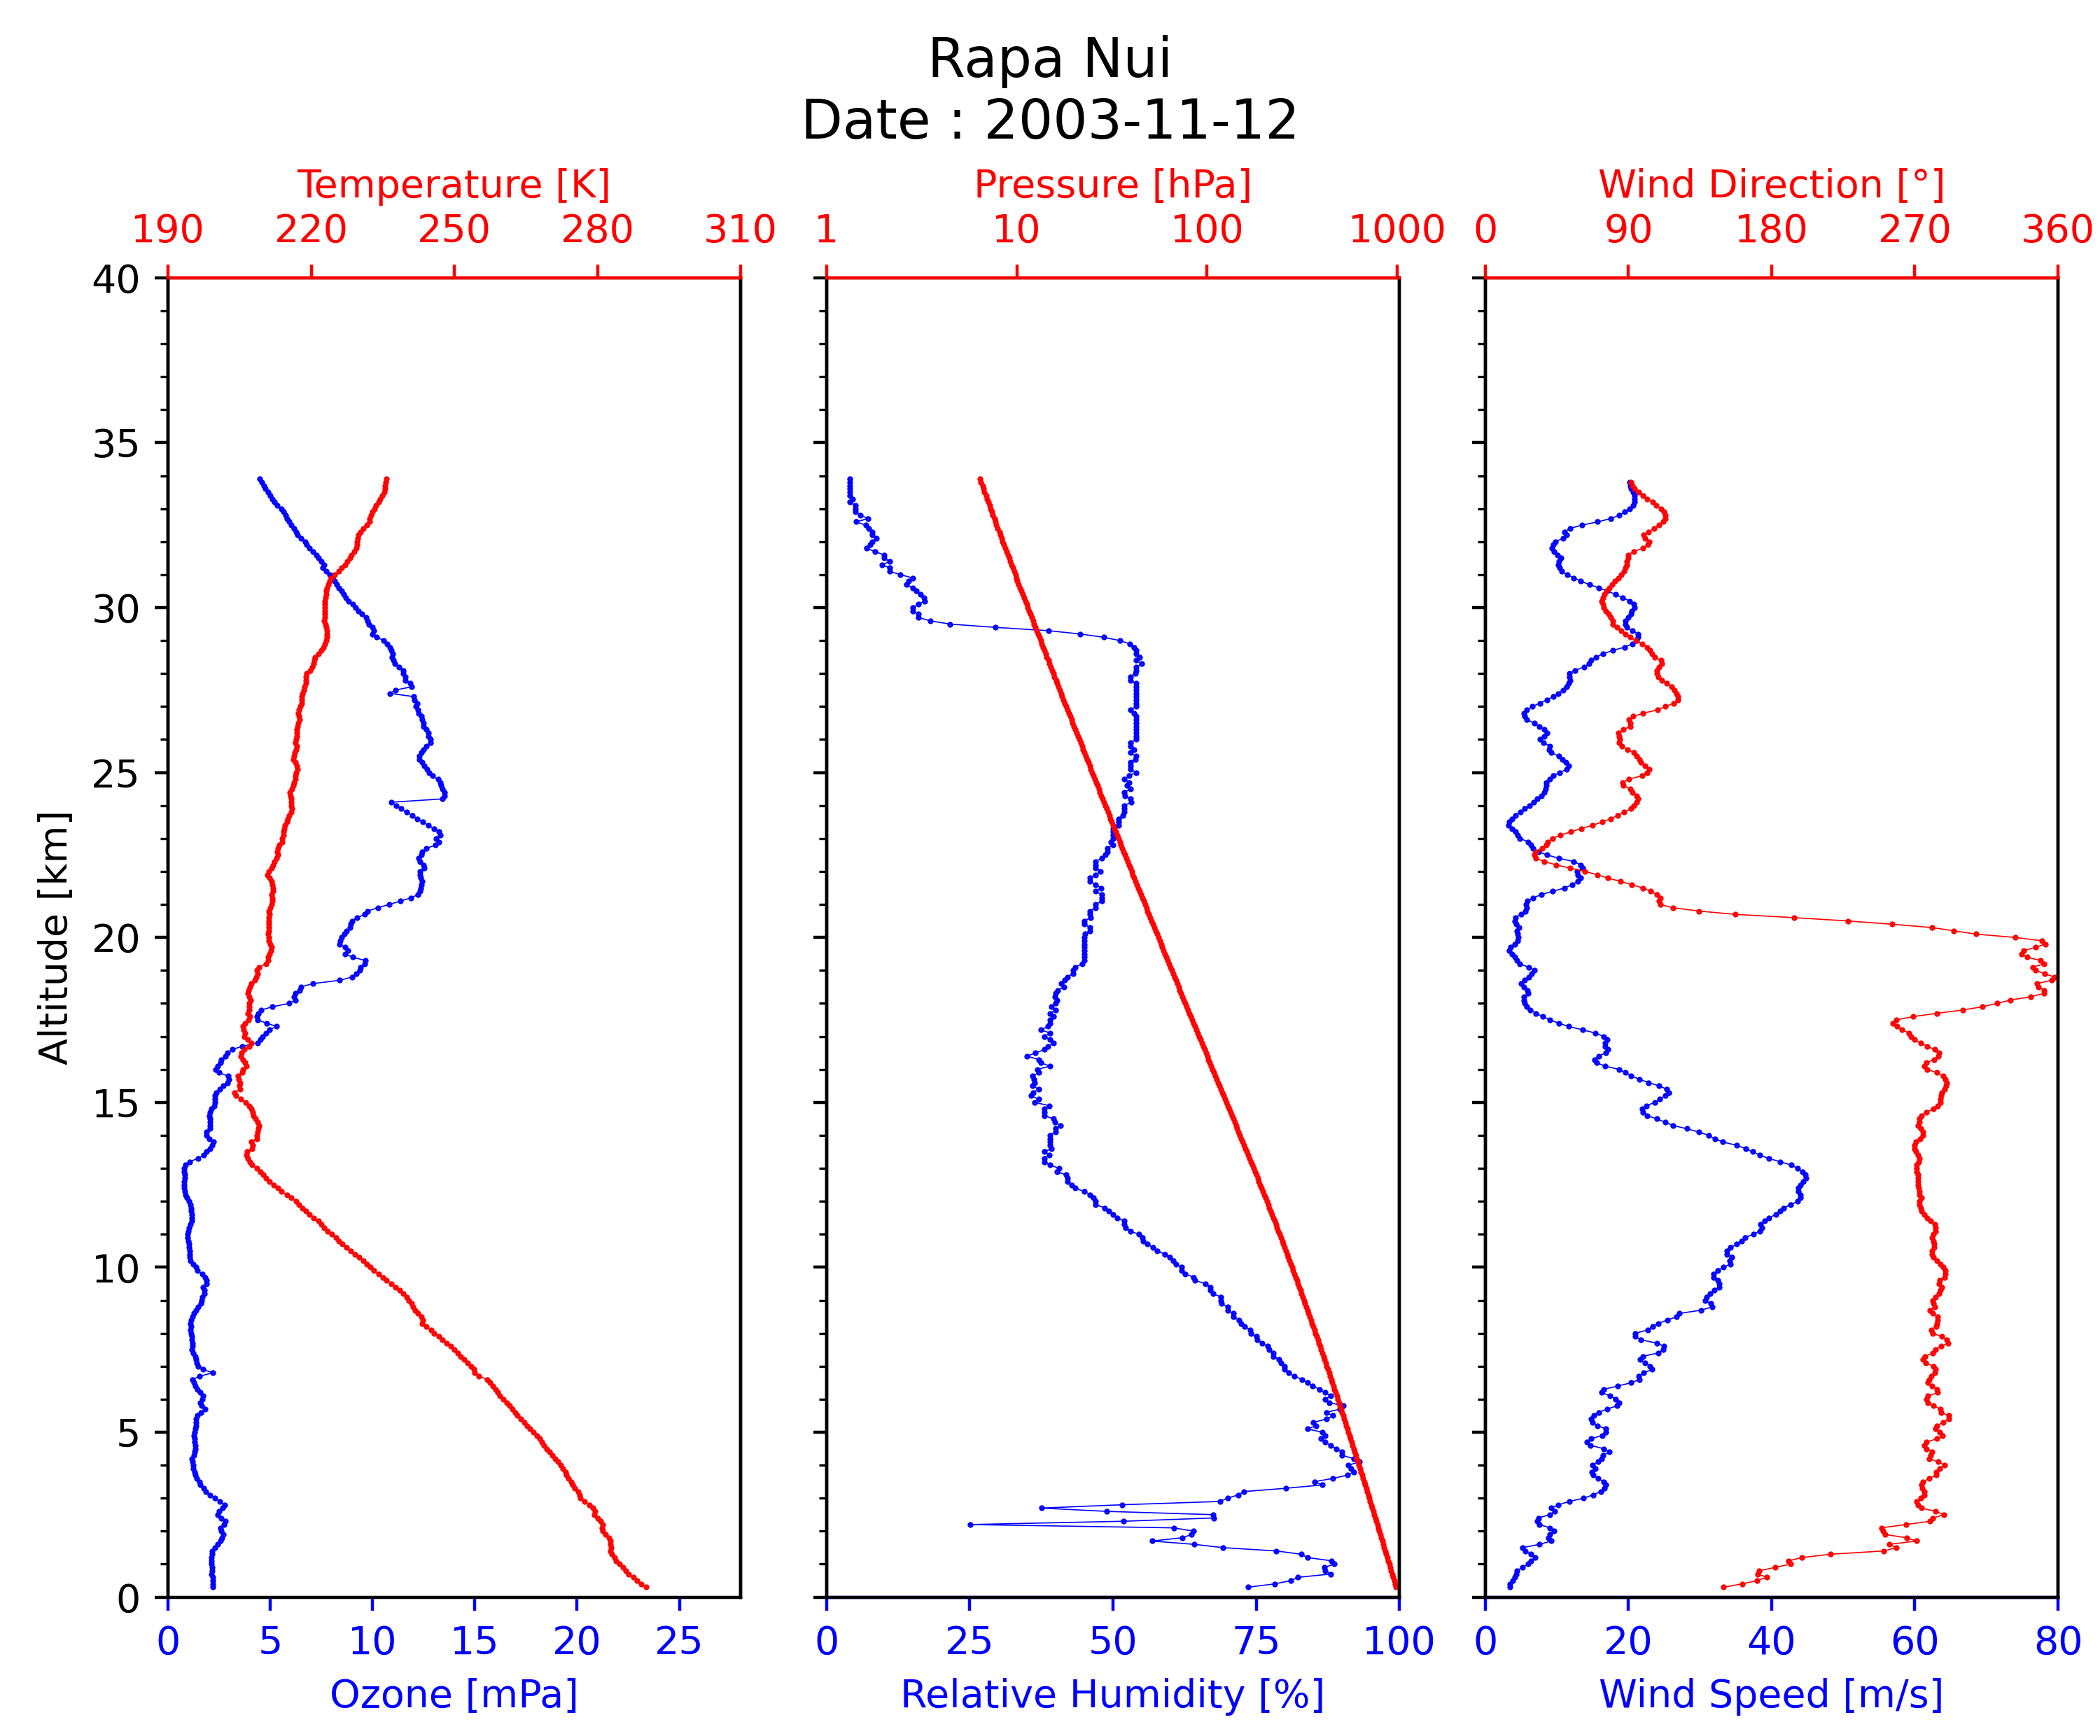 Rapa Nui
Date : 2003-11-12
Temperature [K] Pressure [hPa] Wind Direction [°]
190 220 250 280 310 1 10 100 1000 0 90 180 270 360
40
35
30
25
20
15
10
5
0
Altitude [km]
0 5 10 15 20 25 0 25 50 75 100 0 20 40 60 80
Ozone [mPa] Relative Humidity [%] Wind Speed [m/s]